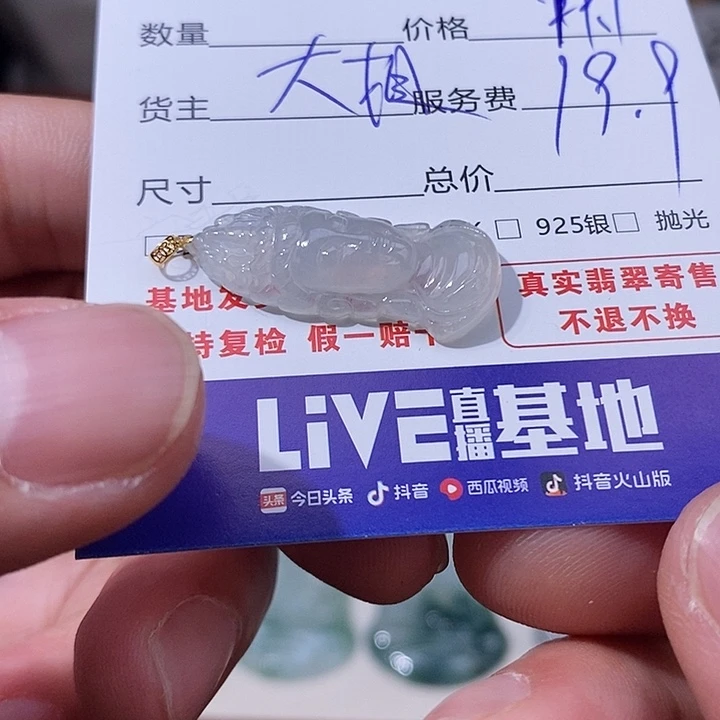 数量 价格
货主 服务费 19.9
尺寸 总价
925银 抛光
基地发 真实翡翠寄售
持复检 假一赔十 不退不换
LiVE直播基地
头条 今日头条 抖音 西瓜视频 抖音火山版